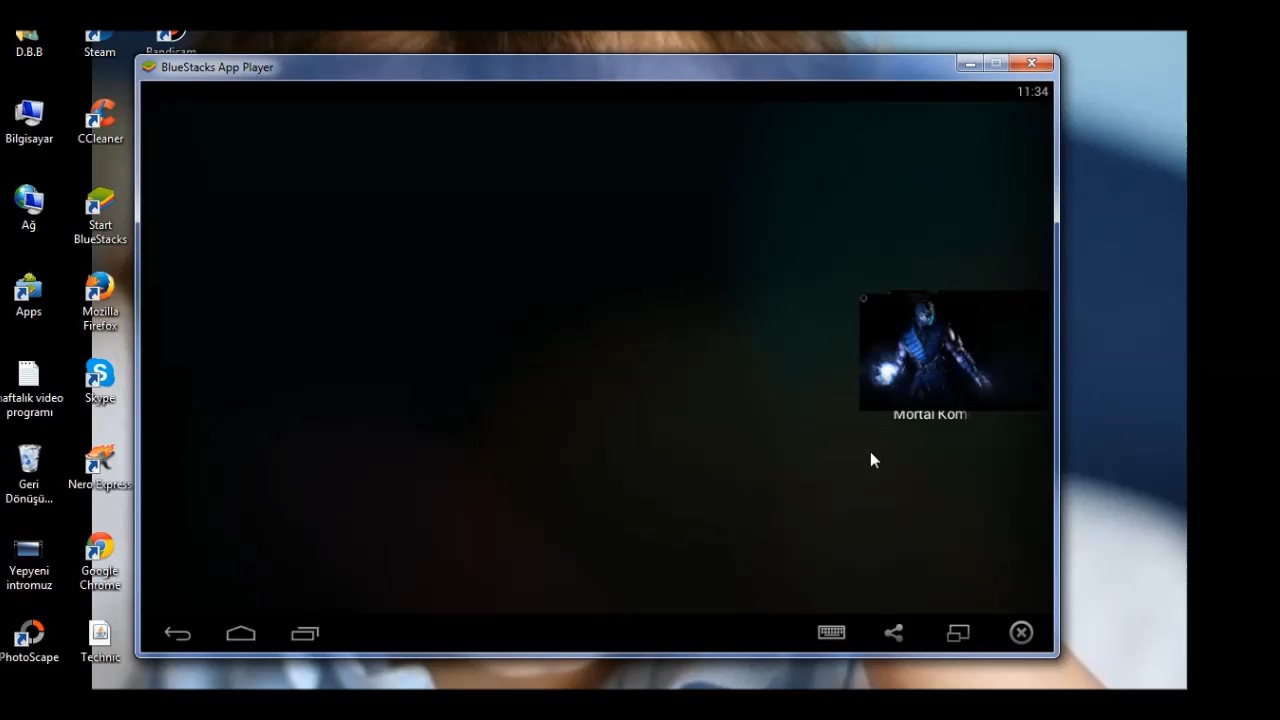 D.B.B
Steam
Bandicam
BlueStacks App Player
11:34
Bilgisayar
CCleaner
Ağ
Start
BlueStacks
Apps
Mozilla
Firefox
haftalık video
programı
Skype
Geri
Dönüşü...
Nero Express
Yepyeni
intromuz
Google
Chrome
PhotoScape
Technic
Mortal Kom